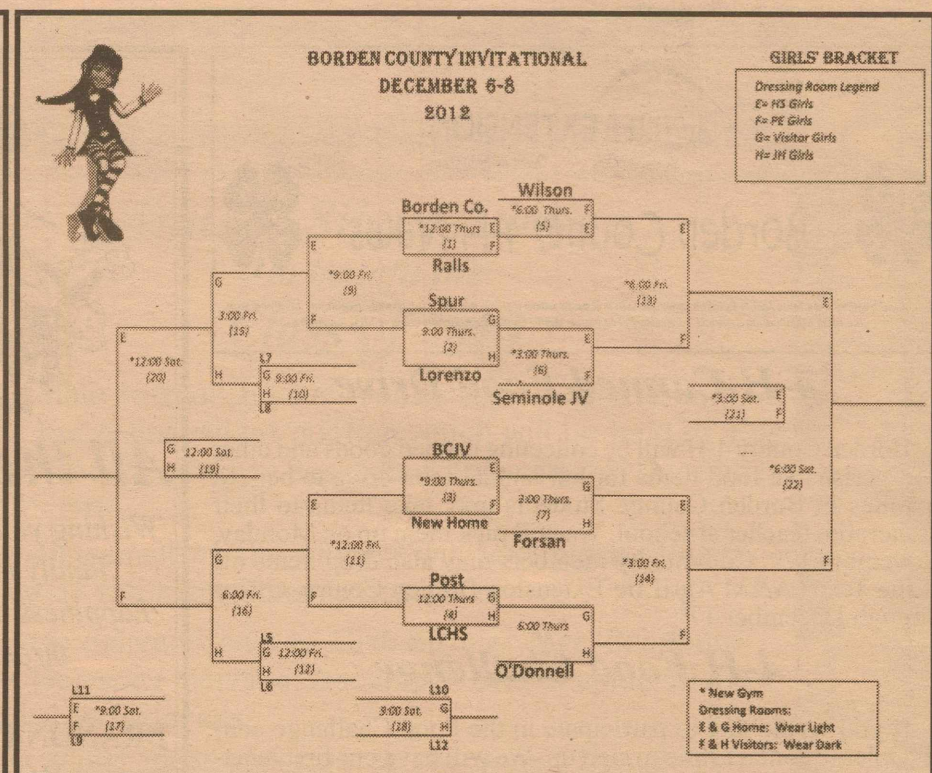 BORDEN COUNTY INVITATIONAL
DECEMBER 6-8
2012
GIRLS' BRACKET
Dressing Room Legend
E= HS Girls
F= PE Girls
G= Visitor Girls
H= JH Girls
Wilson
*6:00 Thurs. F
(5) E
Borden Co.
*12:00 Thurs E
(1) F
Ralls
E
*9:00 Fri.
(9)
F
E
*6:00 Fri.
(13)
F
Spur
9:00 Thurs. G
(2) H
Lorenzo
*3:00 Thurs. E
(6) F
Seminole JV
G
3:00 Fri.
(15)
H
L7
G 9:00 Fri.
H (10)
L8
E
*12:00 Sat.
(20)
F
G 12:00 Sat.
H (19)
*3:00 Sat. E
(21) F
E
*6:00 Sat.
(22)
F
BCJV
*9:00 Thurs. E
(3) F
New Home
3:00 Thurs. G
(7) H
Forsan
E
*12:00 Fri.
(11)
F
E
*3:00 Fri.
(14)
F
Post
12:00 Thurs G
(4) H
LCHS
6:00 Thurs G
H
O'Donnell
G
6:00 Fri.
(16)
H
L5
G 12:00 Fri.
H (12)
L6
L11
E *9:00 Sat.
F (17)
L9
L10
9:00 Sat. G
(18) H
L12
* New Gym
Dressing Rooms:
E & G Home: Wear Light
F & H Visitors: Wear Dark